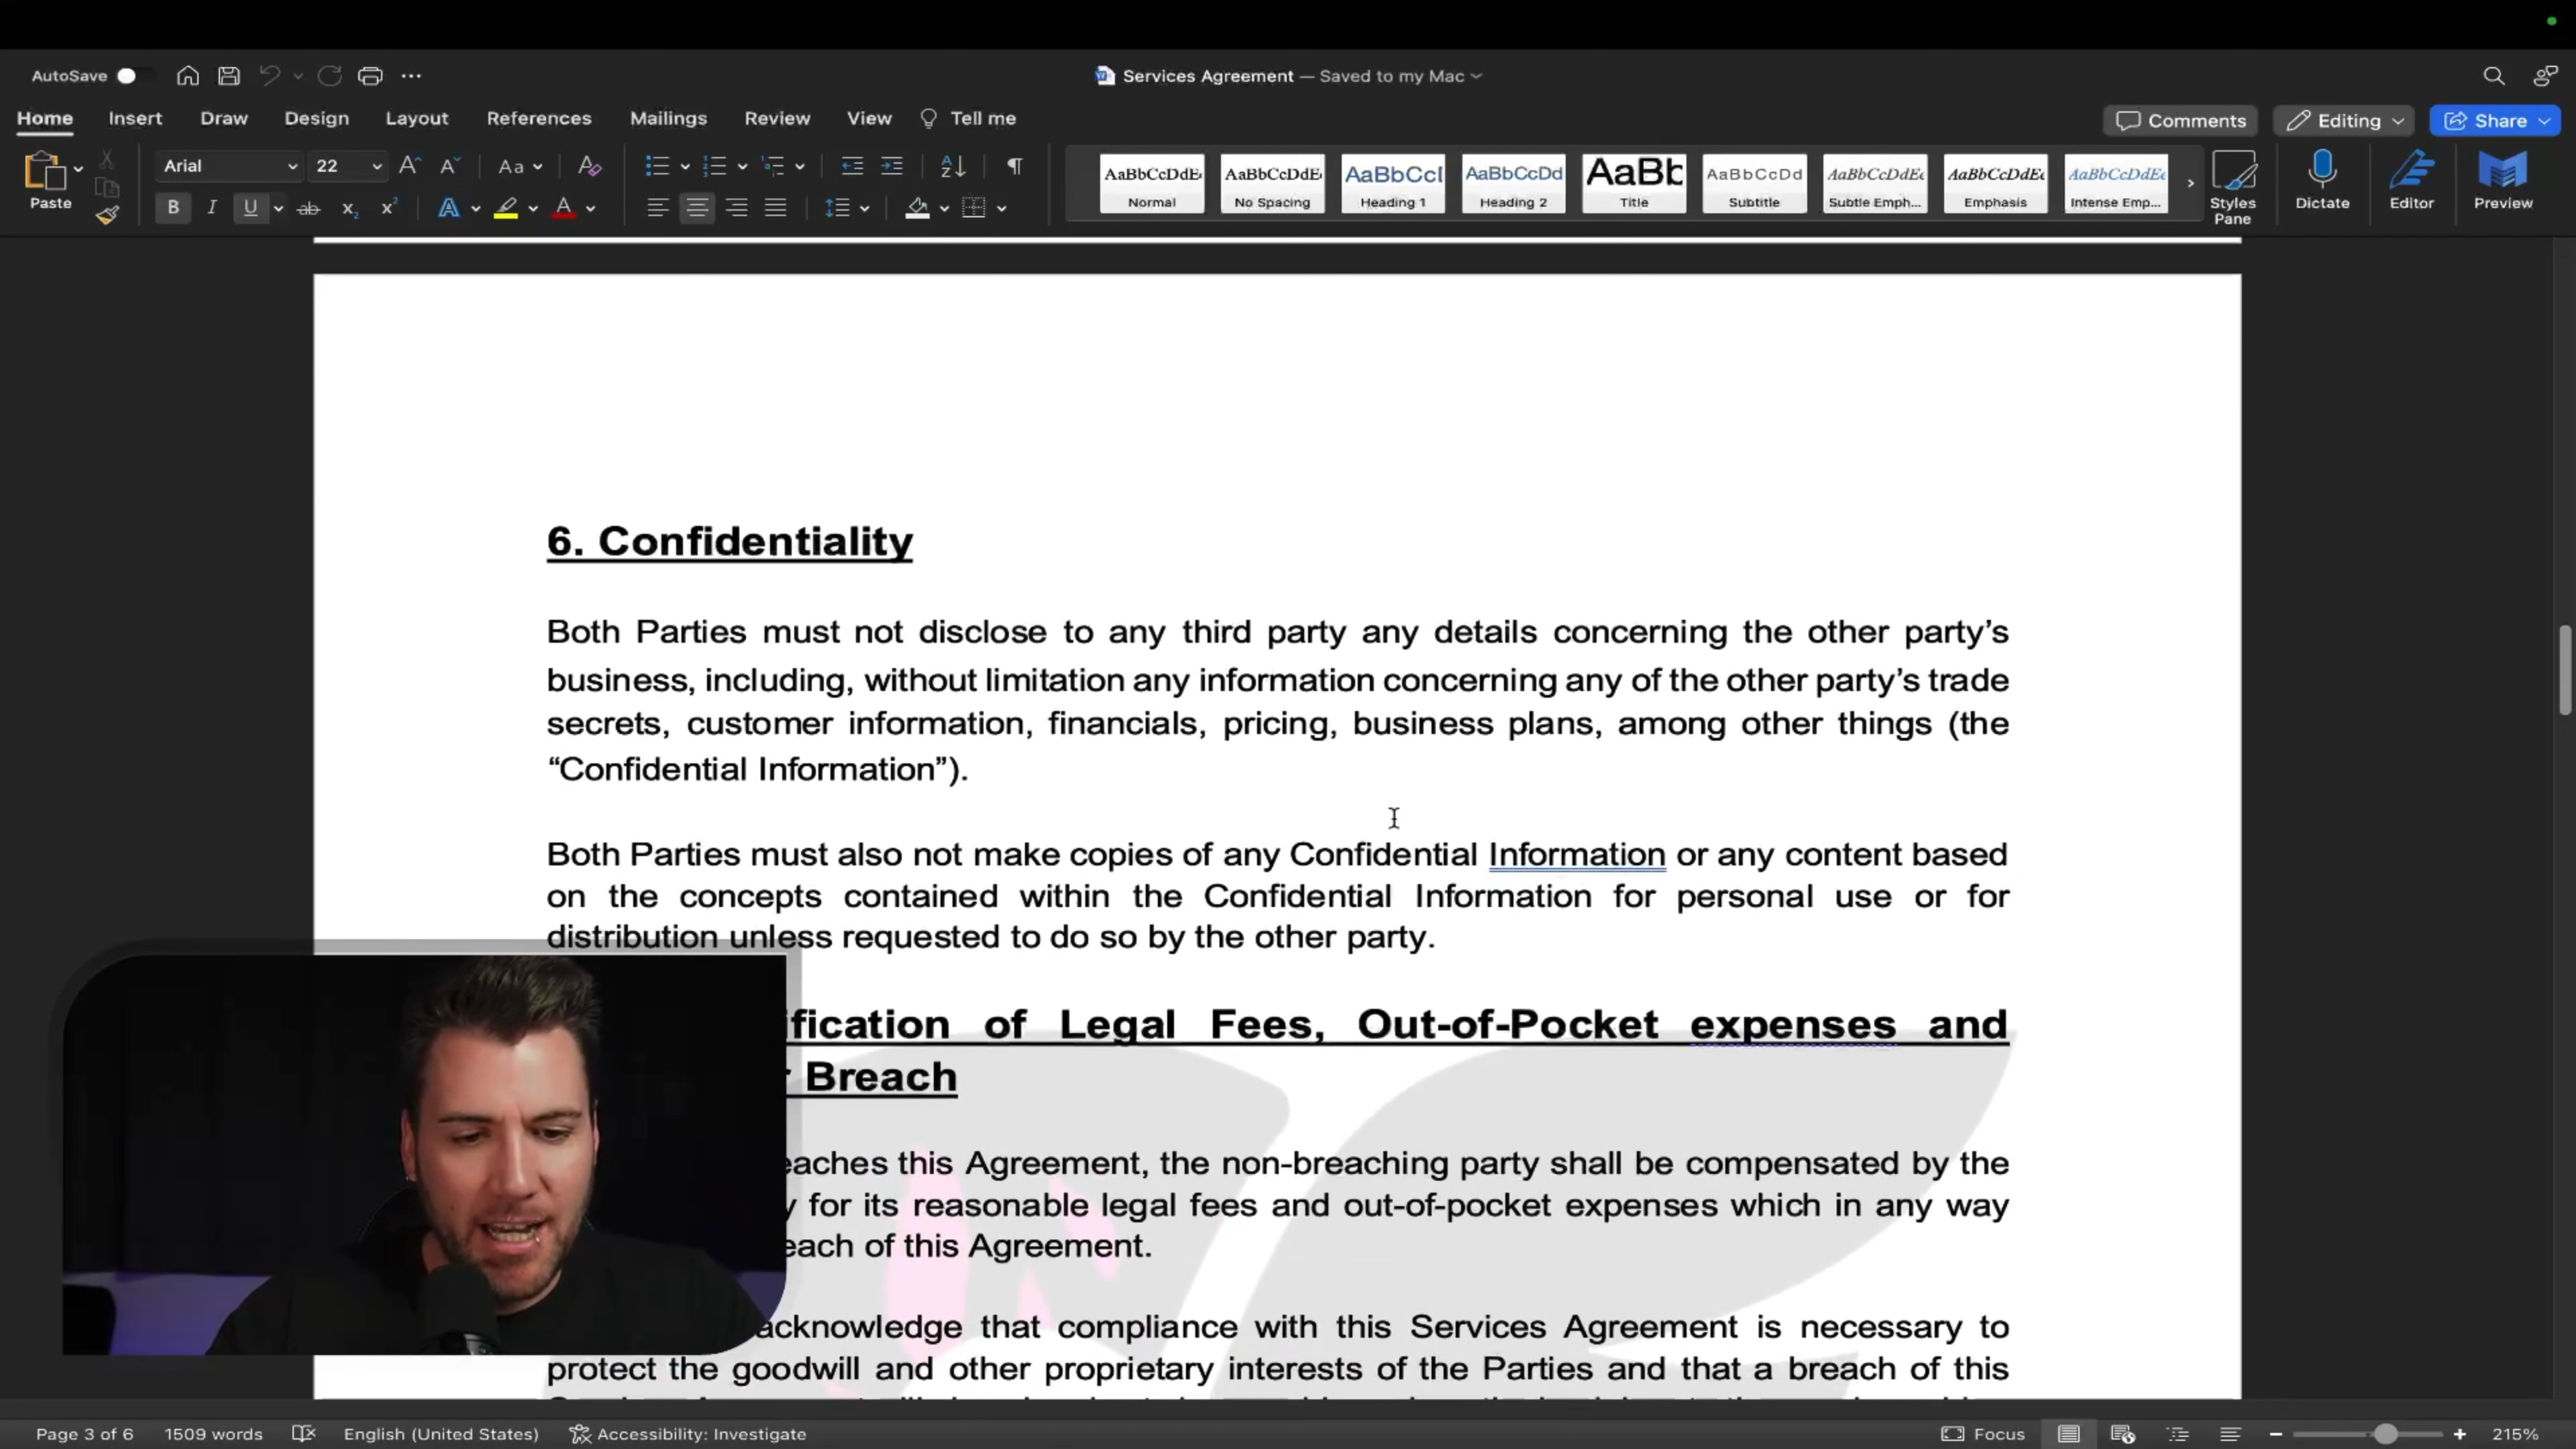 AutoSave
Services Agreement — Saved to my Mac
Home Insert Draw Design Layout References Mailings Review View Tell me
Comments Editing Share
Paste
Arial 22
AaBbCcDdE AaBbCcDdE AaBbCcI AaBbCcDd AaBb AaBbCcDd AaBbCcDdEe AaBbCcDdEe AaBbCcDdEe
Normal No Spacing Heading 1 Heading 2 Title Subtitle Subtle Emph... Emphasis Intense Emp...
Styles Pane
Dictate Editor Preview
6. Confidentiality
Both Parties must not disclose to any third party any details concerning the other party’s
business, including, without limitation any information concerning any of the other party’s trade
secrets, customer information, financials, pricing, business plans, among other things (the
“Confidential Information”).
Both Parties must also not make copies of any Confidential Information or any content based
on the concepts contained within the Confidential Information for personal use or for
distribution unless requested to do so by the other party.
ification of Legal Fees, Out-of-Pocket expenses and
r Breach
eaches this Agreement, the non-breaching party shall be compensated by the
y for its reasonable legal fees and out-of-pocket expenses which in any way
each of this Agreement.
acknowledge that compliance with this Services Agreement is necessary to
protect the goodwill and other proprietary interests of the Parties and that a breach of this
Page 3 of 6 1509 words English (United States) Accessibility: Investigate
Focus 215%